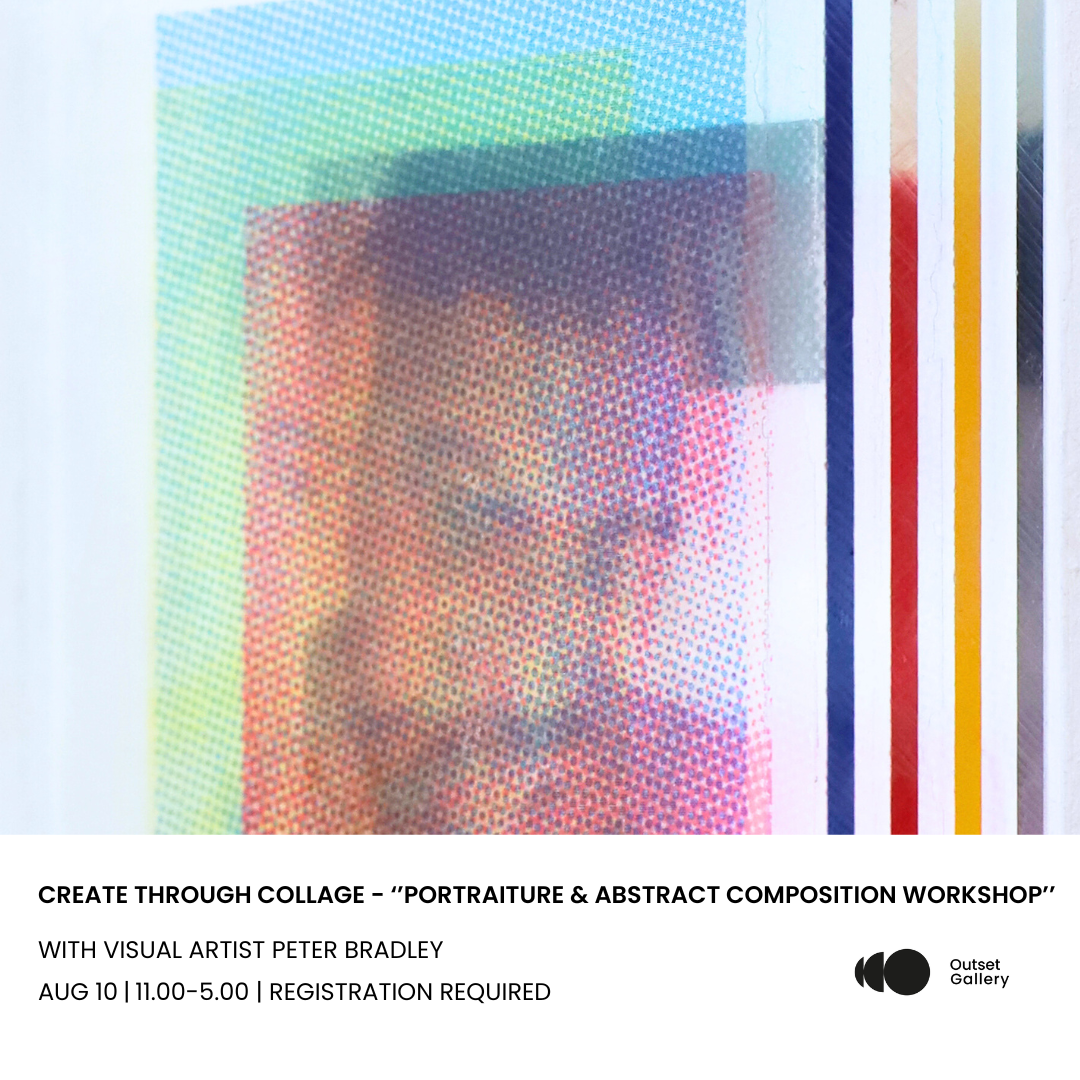 CREATE THROUGH COLLAGE - ‘’PORTRAITURE & ABSTRACT COMPOSITION WORKSHOP’’
WITH VISUAL ARTIST PETER BRADLEY
AUG 10 | 11.00-5.00 | REGISTRATION REQUIRED
Outset
Gallery